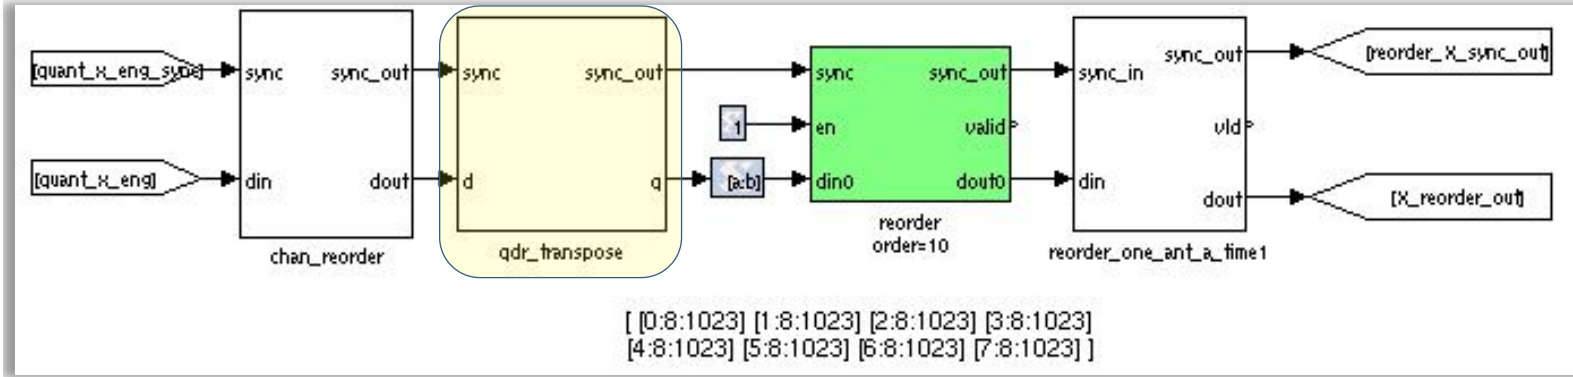 [quant_x_eng_sync]
sync
sync_out
chan_reorder
[quant_x_eng]
din
dout
sync
sync_out
d
q
qdr_transpose
1
[a:b]
sync
sync_out
en
valid
din0
dout0
reorder
order=10
sync_in
sync_out
vld
din
dout
reorder_one_ant_a_time1
[reorder_X_sync_out]
[X_reorder_out]
[ [0:8:1023] [1:8:1023] [2:8:1023] [3:8:1023]
[4:8:1023] [5:8:1023] [6:8:1023] [7:8:1023] ]